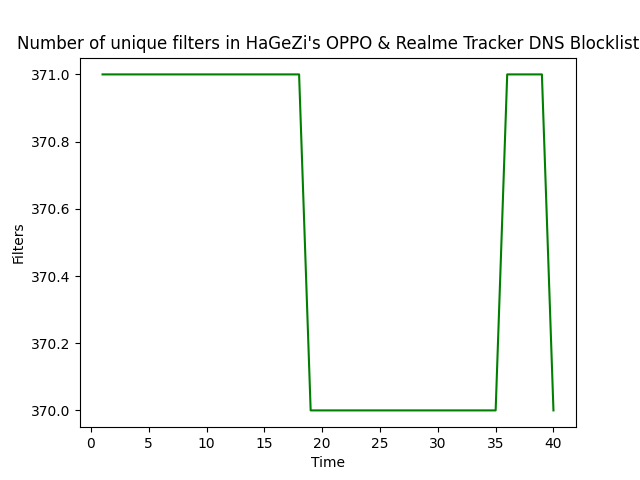 Number of unique filters in HaGeZi's OPPO & Realme Tracker DNS Blocklist
371.0
370.8
370.6
370.4
370.2
370.0
Filters
0 5 10 15 20 25 30 35 40
Time